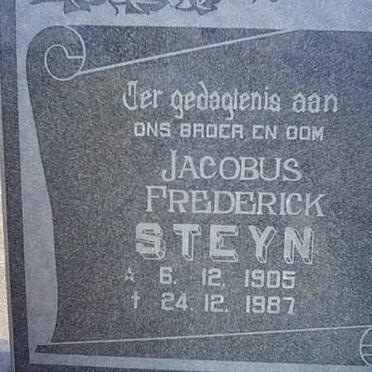 Ter gedagtenis aan
ONS BROER EN OOM
JACOBUS
FREDERICK
STEYN
☆ 6. 12. 1905
† 24. 12. 1987